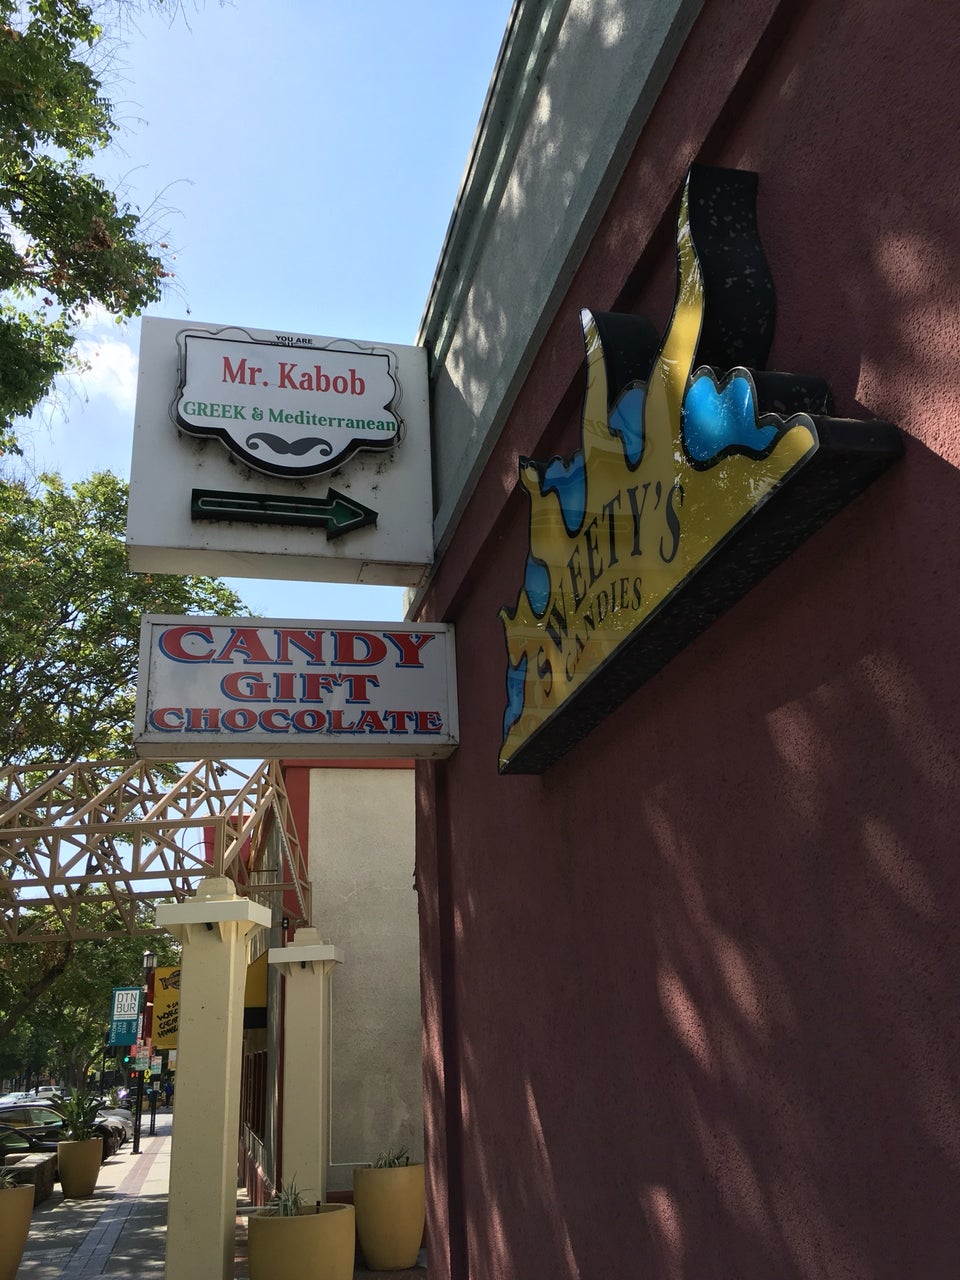 YOU ARE
Mr. Kabob
GREEK & Mediterranean
SWEETY'S
CANDIES
CANDY
GIFT
CHOCOLATE
DTN
BUR